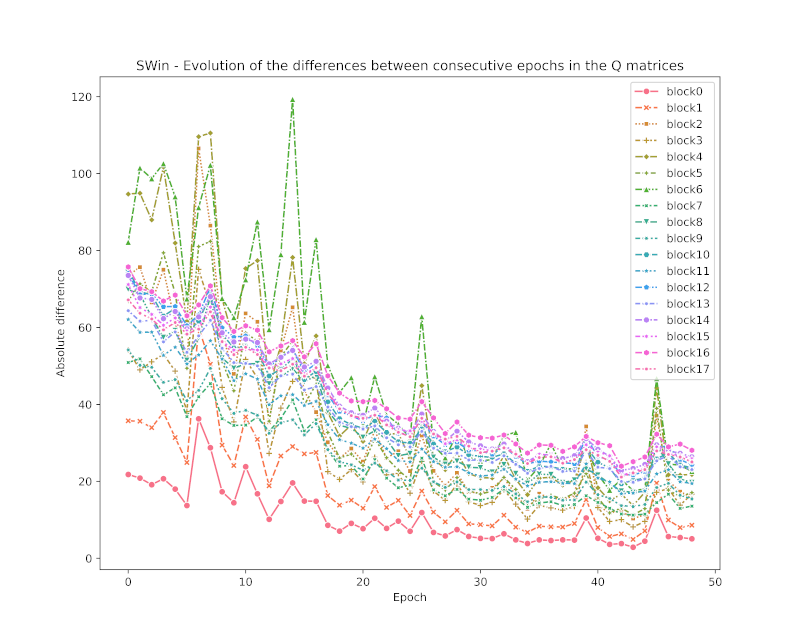 SWin - Evolution of the differences between consecutive epochs in the Q matrices
120
100
80
60
40
20
0
Absolute difference
0
10
20
30
40
50
Epoch
block0
block1
block2
block3
block4
block5
block6
block7
block8
block9
block10
block11
block12
block13
block14
block15
block16
block17